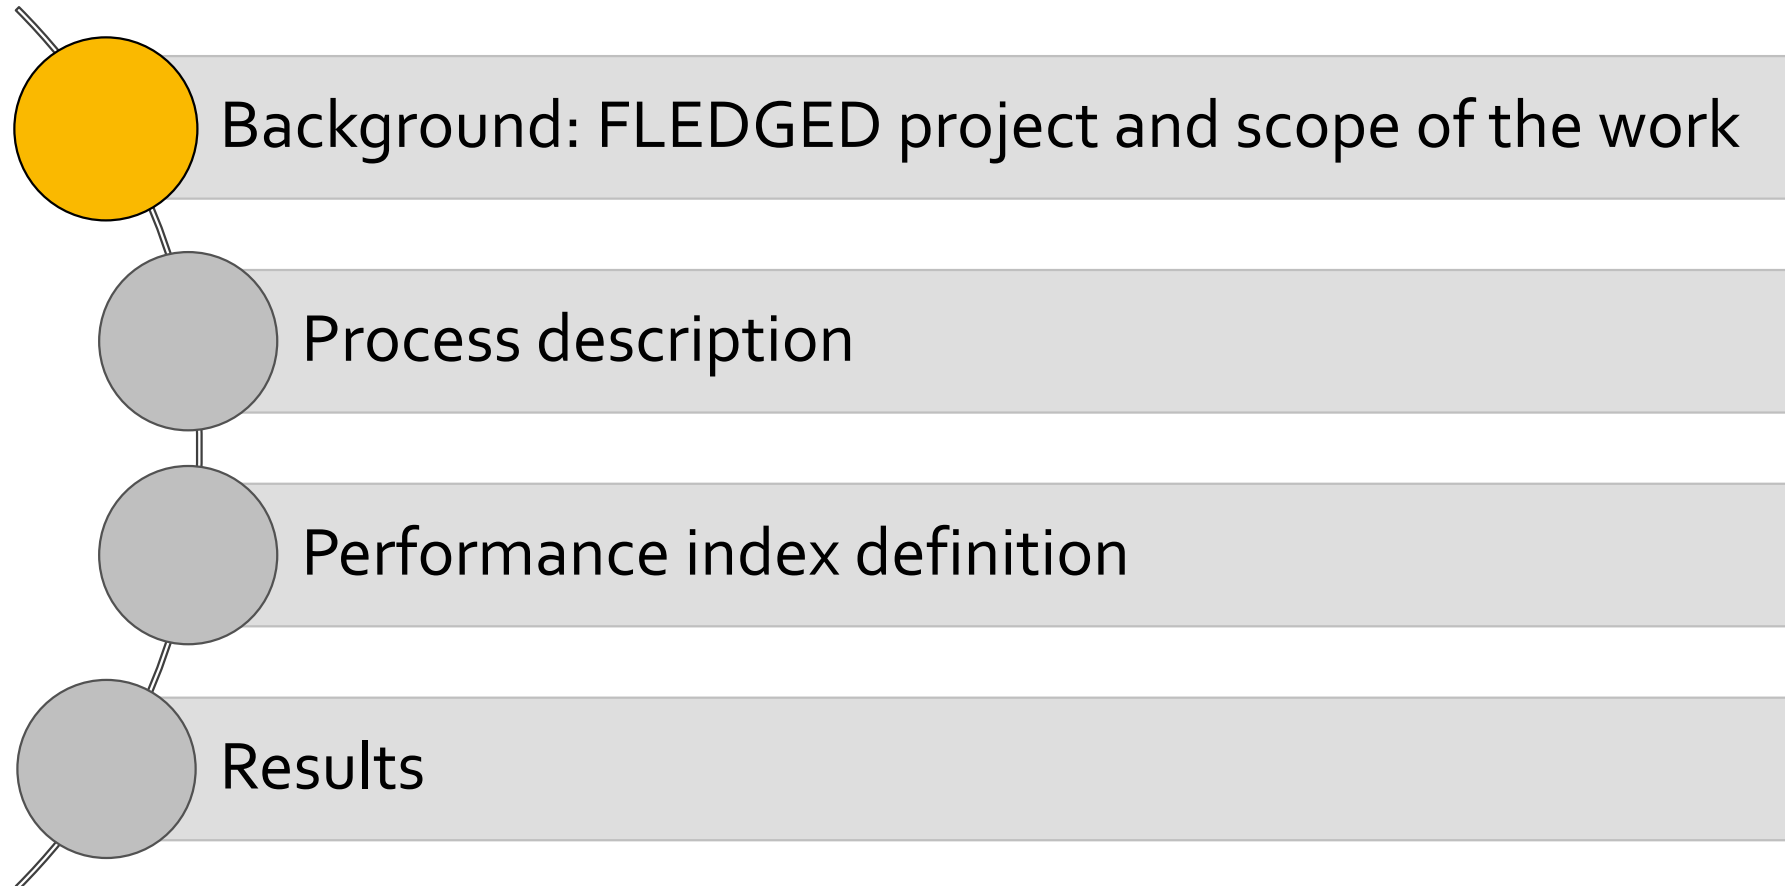 Background: FLEDGED project and scope of the work
Process description
Performance index definition
Results